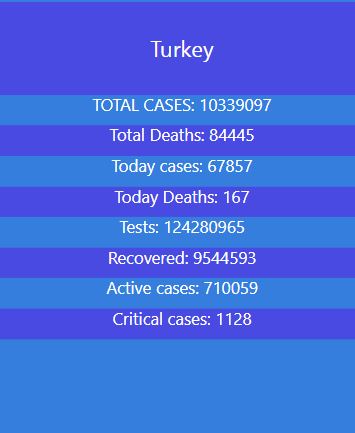 Turkey
TOTAL CASES: 10339097
Total Deaths: 84445
Today cases: 67857
Today Deaths: 167
Tests: 124280965
Recovered: 9544593
Active cases: 710059
Critical cases: 1128